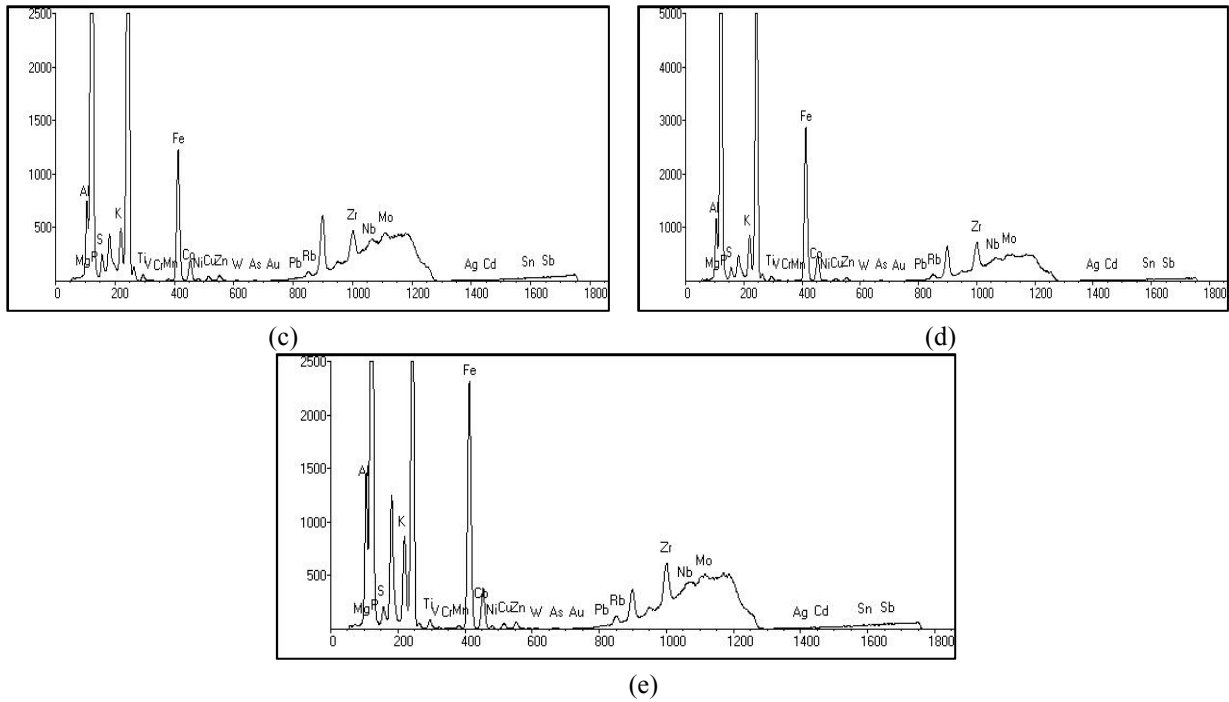 2500
2000
1500
1000
500
Al
Mg P S
K
Ti V Cr Mn
Fe
Co Ni Cu Zn W As Au Pb Rb
Zr
Nb
Mo
Ag Cd Sn Sb
0 200 400 600 800 1000 1200 1400 1600 1800
(c)
5000
4000
3000
2000
1000
Al
Mg P S
K
Ti V Cr Mn
Fe
Co Ni Cu Zn W As Au Pb Rb
Zr
Nb
Mo
Ag Cd Sn Sb
0 200 400 600 800 1000 1200 1400 1600 1800
(d)
2500
2000
1500
1000
500
Al
Mg P S
K
Ti V Cr Mn
Fe
Co Ni Cu Zn W As Au Pb Rb
Zr
Nb
Mo
Ag Cd Sn Sb
0 200 400 600 800 1000 1200 1400 1600 1800
(e)